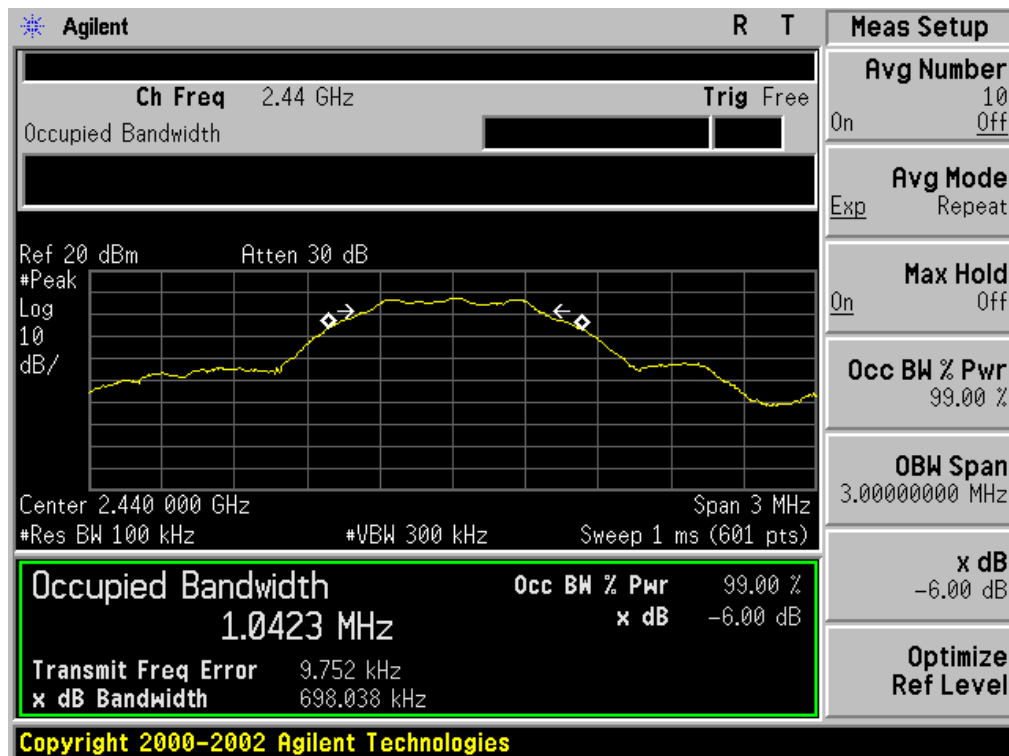 Agilent R T
Ch Freq 2.44 GHz Trig Free
Occupied Bandwidth
Ref 20 dBm Atten 30 dB
#Peak
Log
10
dB/
Center 2.440 000 GHz Span 3 MHz
#Res BW 100 kHz #VBW 300 kHz Sweep 1 ms (601 pts)
Occupied Bandwidth Occ BW % Pwr 99.00 %
1.0423 MHz x dB -6.00 dB
Transmit Freq Error 9.752 kHz
x dB Bandwidth 698.038 kHz
Meas Setup
Avg Number
10
On Off
Avg Mode
Exp Repeat
Max Hold
On Off
Occ BW % Pwr
99.00 %
OBW Span
3.00000000 MHz
x dB
-6.00 dB
Optimize
Ref Level
Copyright 2000-2002 Agilent Technologies